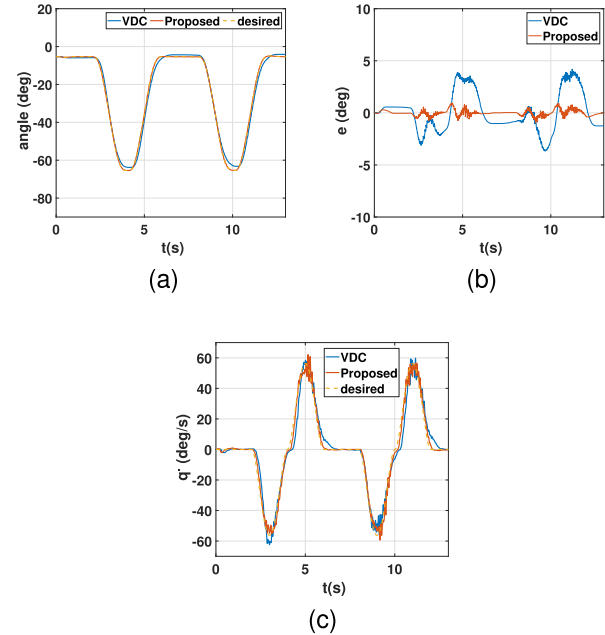 VDC Proposed desired
20
0
-20
-40
-60
-80
angle (deg)
0 5 10
t(s)
(a)
VDC
Proposed
10
5
0
-5
-10
e (deg)
0 5 10
t(s)
(b)
VDC
Proposed
desired
60
40
20
0
-20
-40
-60
q̇ (deg/s)
0 5 10
t(s)
(c)